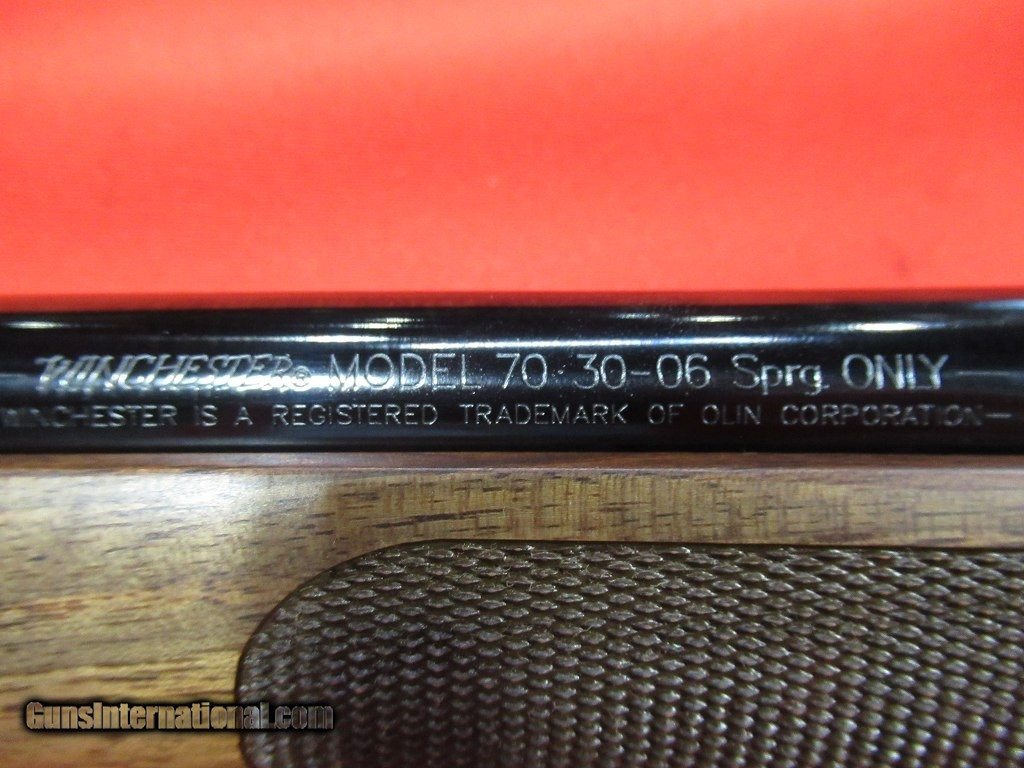 WINCHESTER® MODEL 70 30-06 Sprg. ONLY
WINCHESTER IS A REGISTERED TRADEMARK OF OLIN CORPORATION—
GunsInternational.com